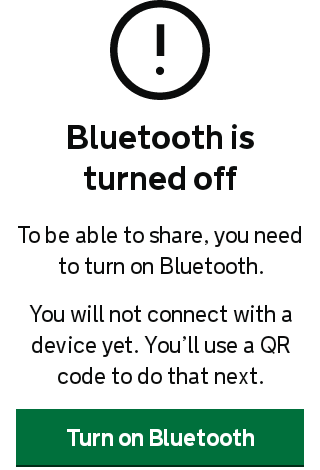 Bluetooth is
turned off
To be able to share, you need
to turn on Bluetooth.
You will not connect with a
device yet. You’ll use a QR
code to do that next.
Turn on Bluetooth